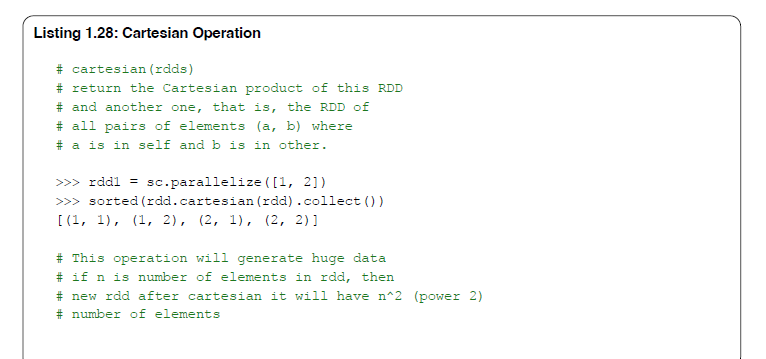 Listing 1.28: Cartesian Operation
# cartesian(rdds)
# return the Cartesian product of this RDD
# and another one, that is, the RDD of
# all pairs of elements (a, b) where
# a is in self and b is in other.
>>> rdd1 = sc.parallelize([1, 2])
>>> sorted(rdd.cartesian(rdd).collect())
[(1, 1), (1, 2), (2, 1), (2, 2)]
# This operation will generate huge data
# if n is number of elements in rdd, then
# new rdd after cartesian it will have n^2 (power 2)
# number of elements